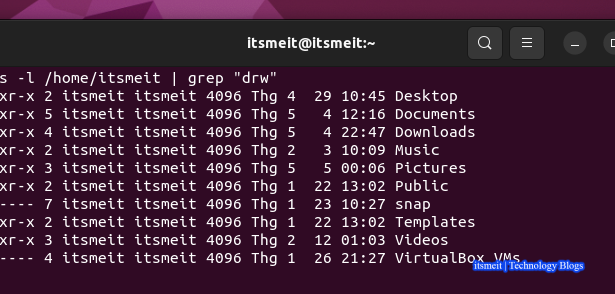 itsmeit@itsmeit:~
s -l /home/itsmeit | grep "drw"
xr-x 2 itsmeit itsmeit 4096 Thg 4  29 10:45 Desktop
xr-x 5 itsmeit itsmeit 4096 Thg 5   4 12:16 Documents
xr-x 4 itsmeit itsmeit 4096 Thg 5   4 22:47 Downloads
xr-x 2 itsmeit itsmeit 4096 Thg 2   3 10:09 Music
xr-x 3 itsmeit itsmeit 4096 Thg 5   5 00:06 Pictures
xr-x 2 itsmeit itsmeit 4096 Thg 1  22 13:02 Public
---- 7 itsmeit itsmeit 4096 Thg 1  23 10:27 snap
xr-x 2 itsmeit itsmeit 4096 Thg 1  22 13:02 Templates
xr-x 3 itsmeit itsmeit 4096 Thg 2  12 01:03 Videos
---- 4 itsmeit itsmeit 4096 Thg 1  26 21:27 VirtualBox VMs
itsmeit | Technology Blogs